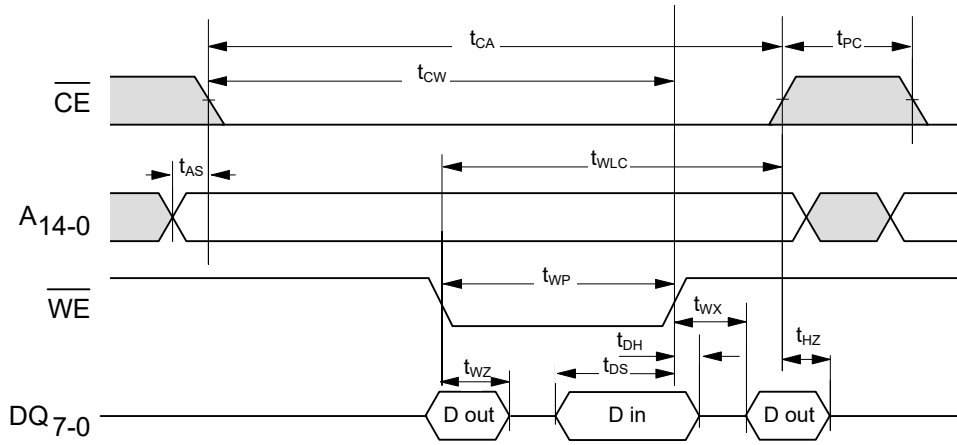 tCA
tPC
tCW
CE
tWLC
tAS
A14-0
tWP
WE
tWX
tDH
tHZ
tWZ
tDS
DQ7-0
D out
D in
D out